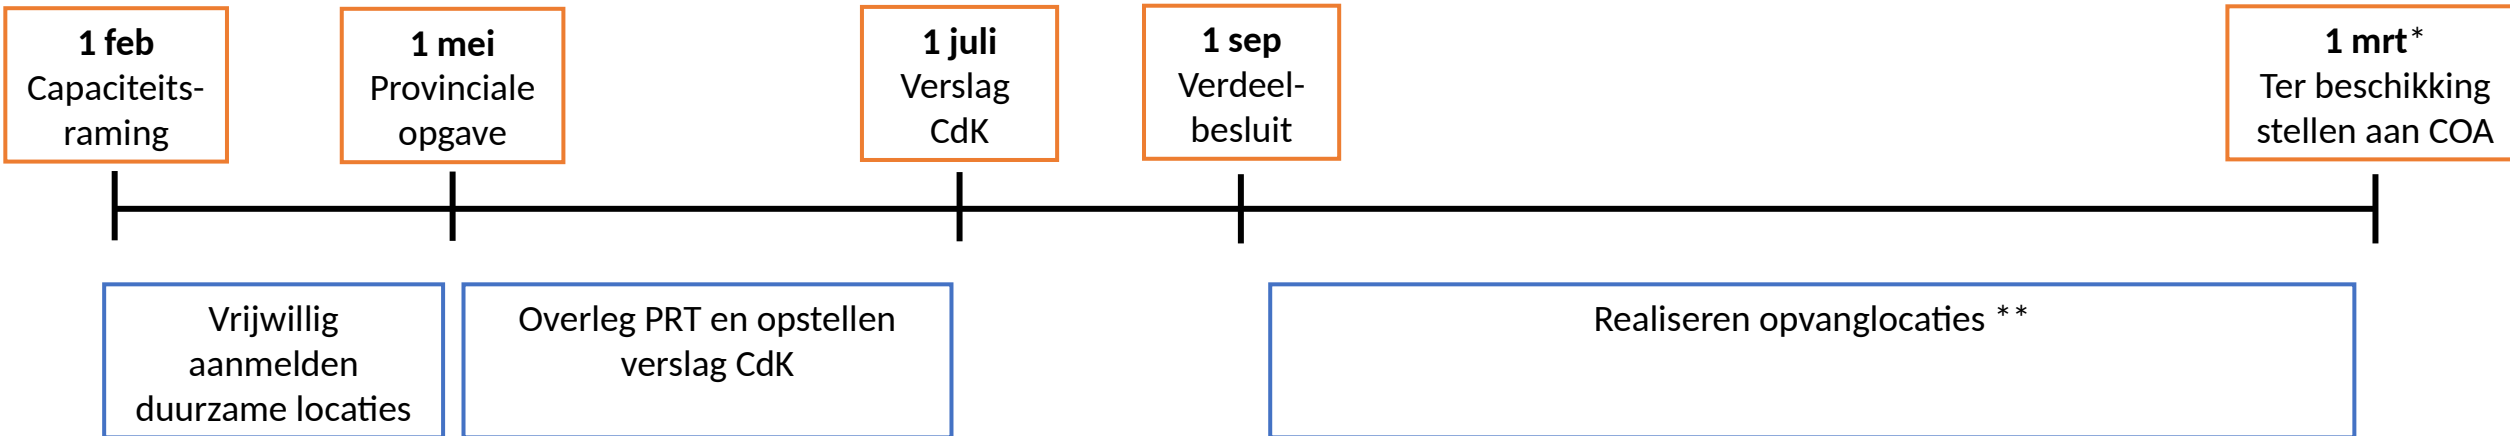 1 feb
Capaciteits-
raming
1 mei
Provinciale
opgave
1 juli
Verslag
CdK
1 sep
Verdeel-
besluit
1 mrt*
Ter beschikking
stellen aan COA
Vrijwillig
aanmelden
duurzame locaties
Overleg PRT en opstellen
verslag CdK
Realiseren opvanglocaties **